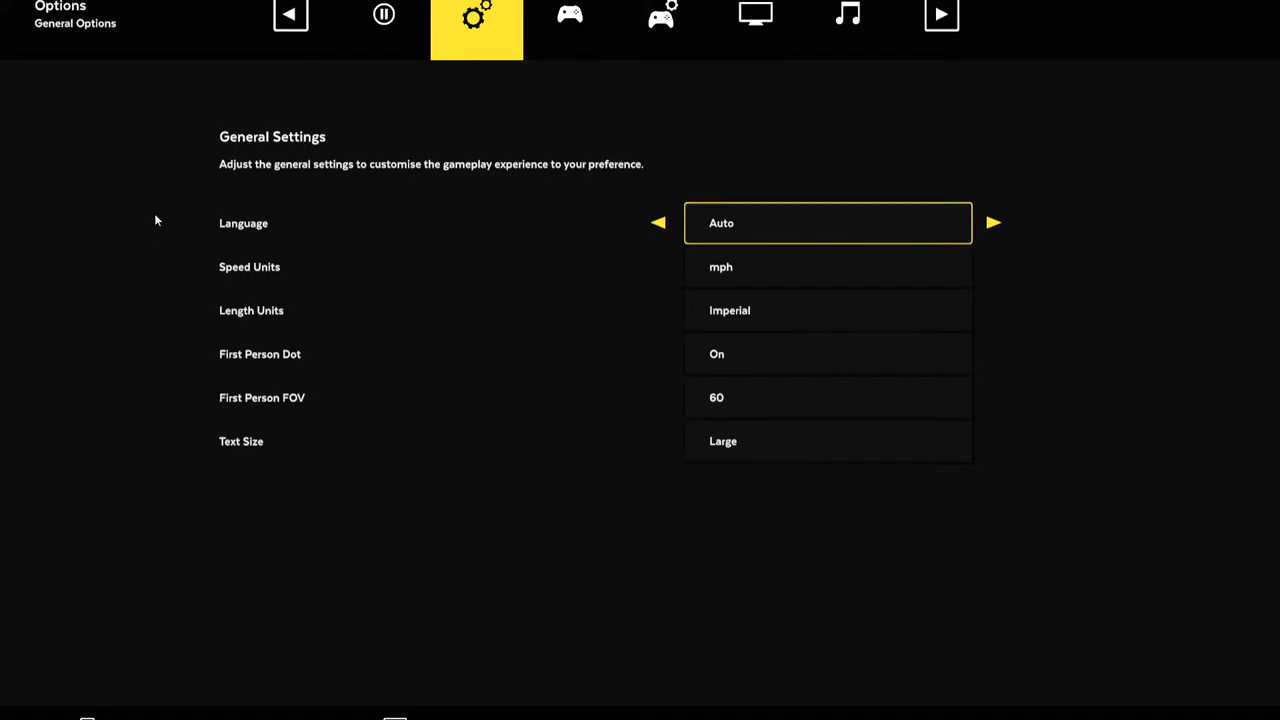 Options
General Options
General Settings
Adjust the general settings to customise the gameplay experience to your preference.
Language Auto
Speed Units mph
Length Units Imperial
First Person Dot On
First Person FOV 60
Text Size Large